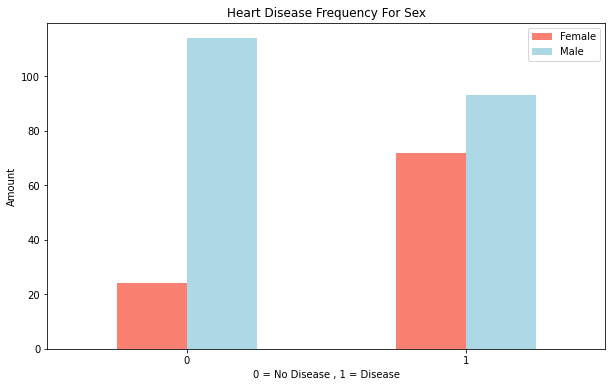 Heart Disease Frequency For Sex
Female
Male
Amount
100
80
60
40
20
0
0
1
0 = No Disease , 1 = Disease